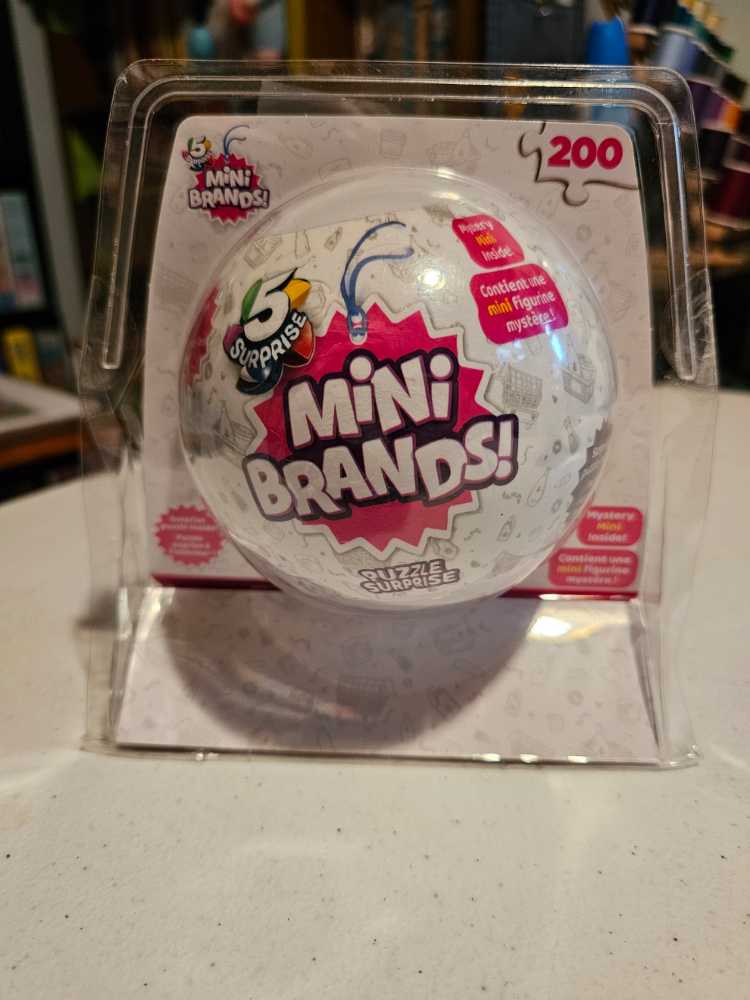 5
SURPRISE
MiNi
BRANDS!
200
Mystery
Mini
Inside!
Contient une
mini figurine
mystère!
5
SURPRISE
MiNi
BRANDS!
PUZZLE
SURPRISE
Mystery
Mini
Inside!
Contient une
mini figurine
mystère!